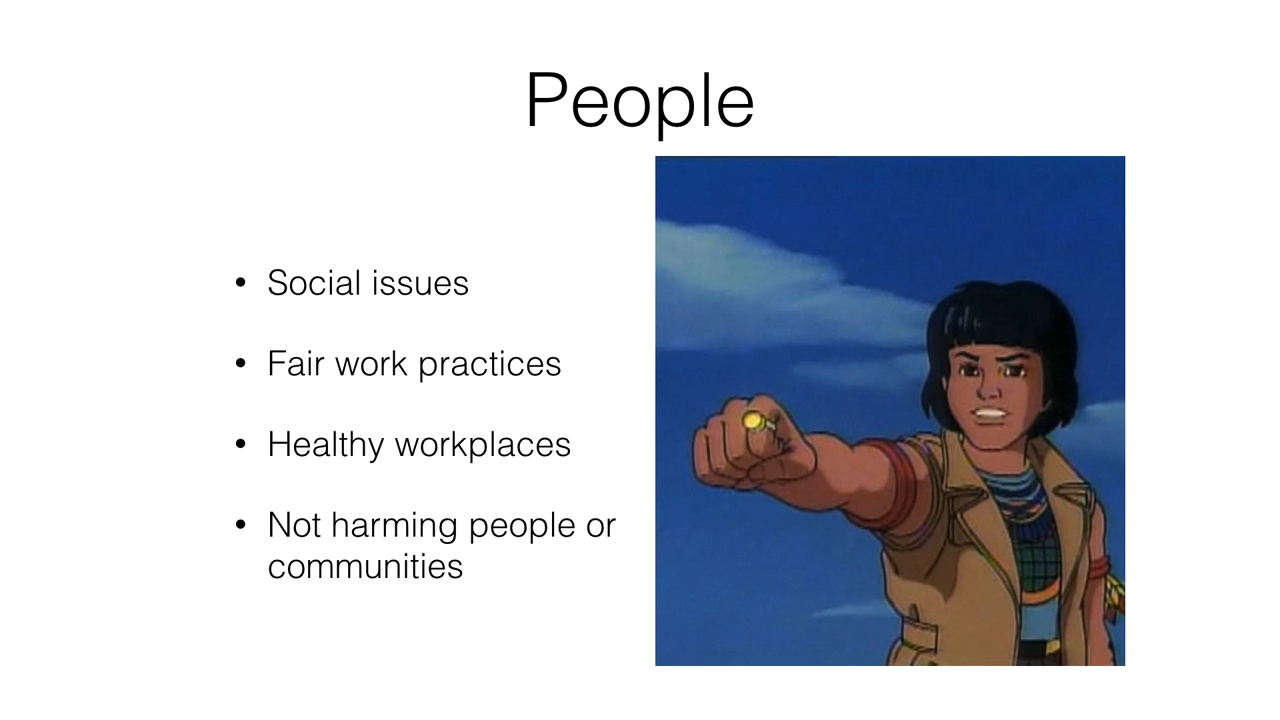 People
• Social issues
• Fair work practices
• Healthy workplaces
• Not harming people or
communities